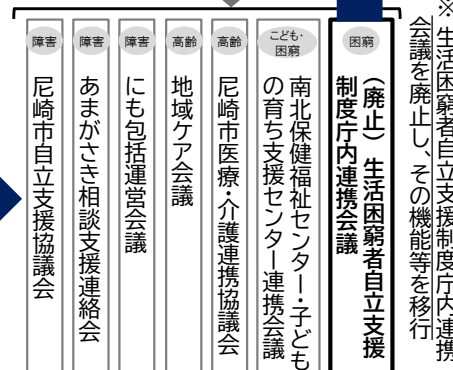 ※生活困窮者自立支援制度庁内連携
会議を廃止し、その機能等を移行
困窮
（廃止）生活困窮者自立支援
制度庁内連携会議
こども・
困窮
南北保健福祉センター・子ども
の育ち支援センター連携会議
高齢
尼崎市医療・介護連携協議会
高齢
地域ケア会議
障害
にも包括運営会議
障害
あまがさき相談支援連絡会
障害
尼崎市自立支援協議会